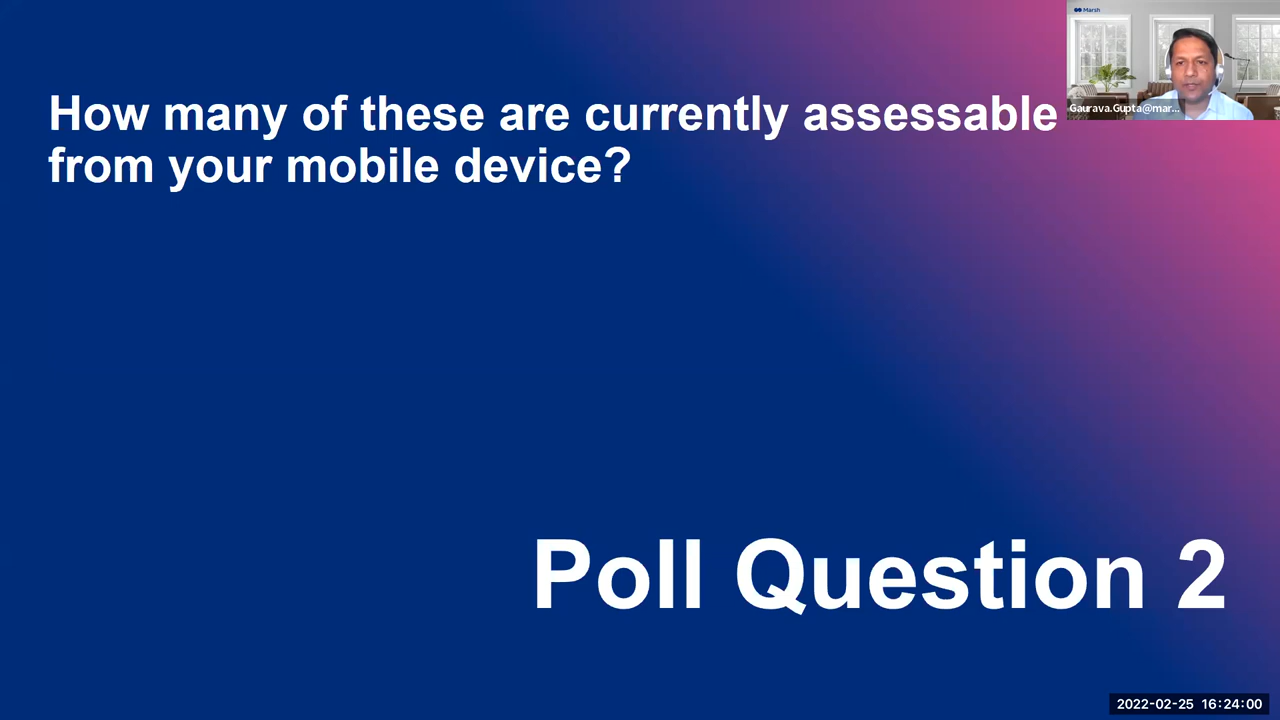 Marsh
How many of these are currently assessable
Gaurava.Gupta@mar...
from your mobile device?
Poll Question 2
2022-02-25 16:24:00